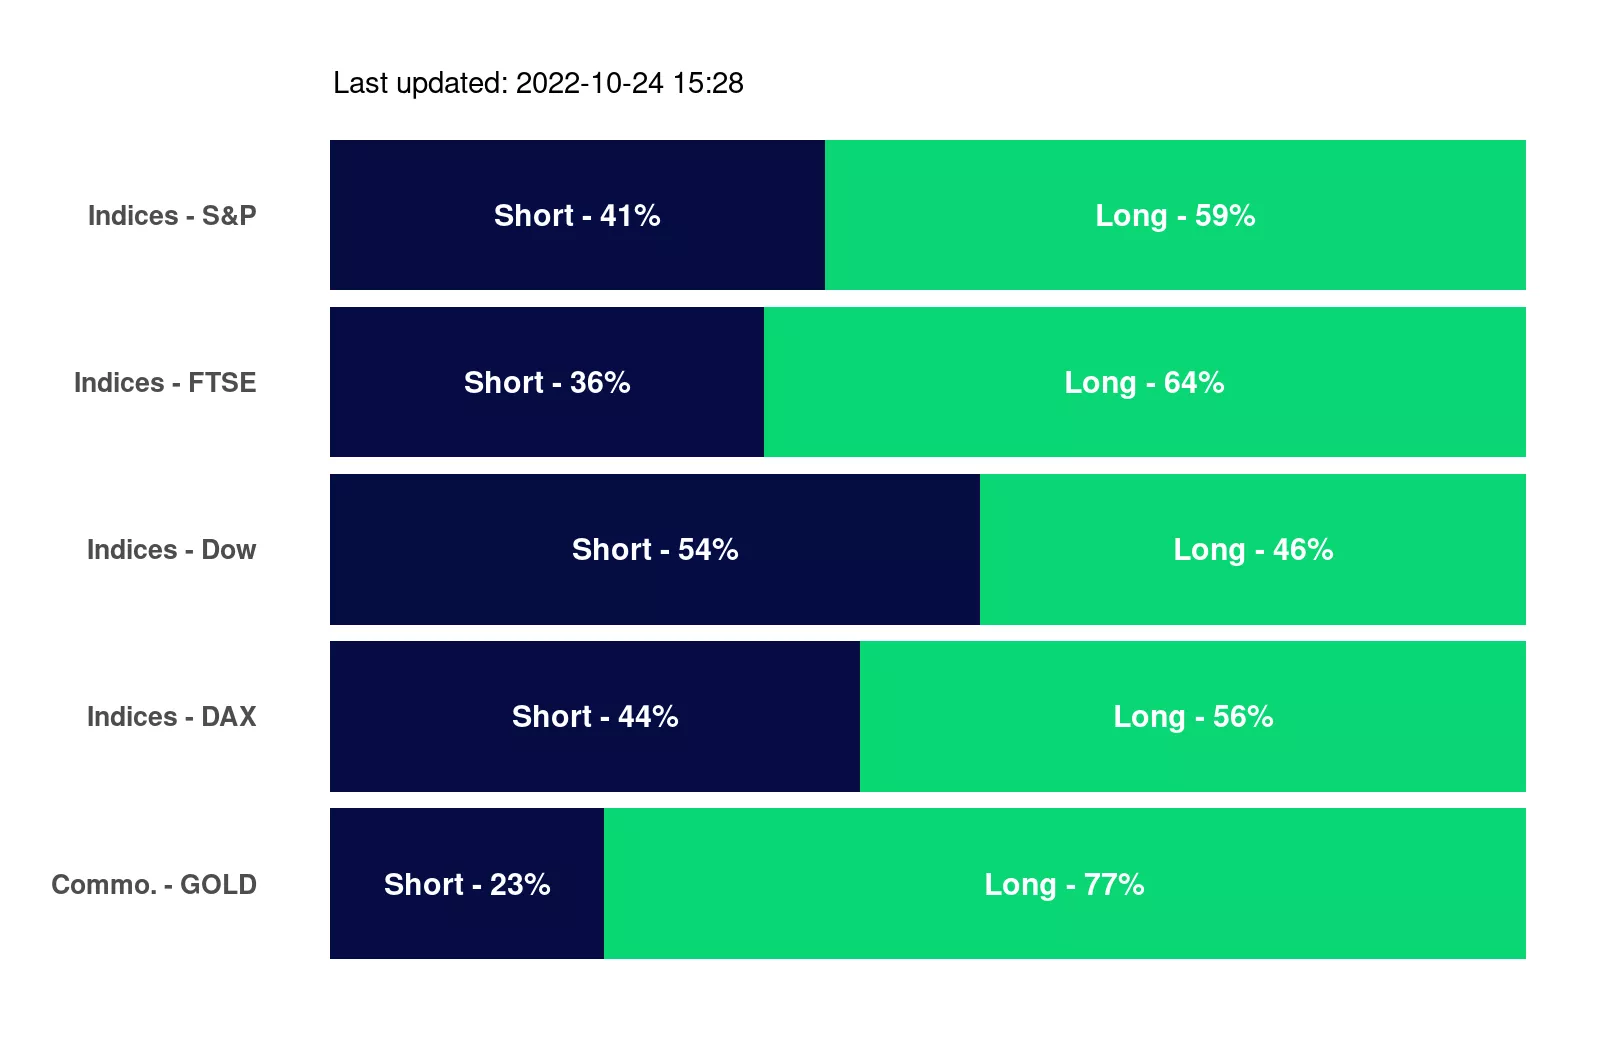 Last updated: 2022-10-24 15:28
Indices - S&P Short - 41% Long - 59%
Indices - FTSE Short - 36% Long - 64%
Indices - Dow Short - 54% Long - 46%
Indices - DAX Short - 44% Long - 56%
Commo. - GOLD Short - 23% Long - 77%